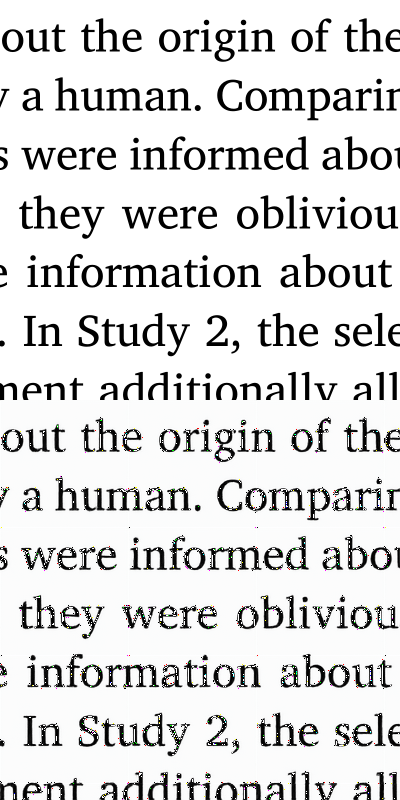 out the origin of the
y a human. Comparin
s were informed abou
they were obliviou
e information about
. In Study 2, the sele
ment additionally all
out the origin of the
y a human. Comparin
s were informed abou
they were obliviou
e information about
. In Study 2, the sele
ment additionally all